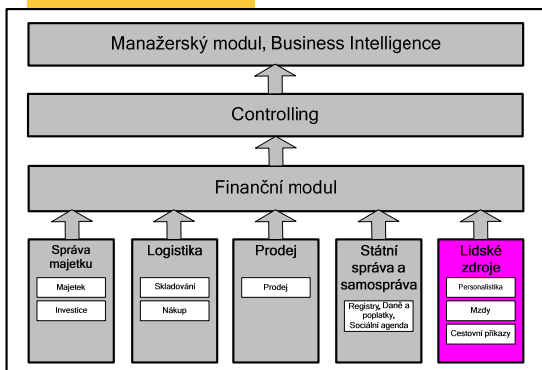 Manažerský modul, Business Intelligence
Controlling
Finanční modul
Správa
majetku
Majetek
Investice
Logistika
Skladování
Nákup
Prodej
Prodej
Státní
správa a
samospráva
Registry, Daně a
poplatky,
Sociální agenda
Lidské
zdroje
Personalistika
Mzdy
Cestovní příkazy